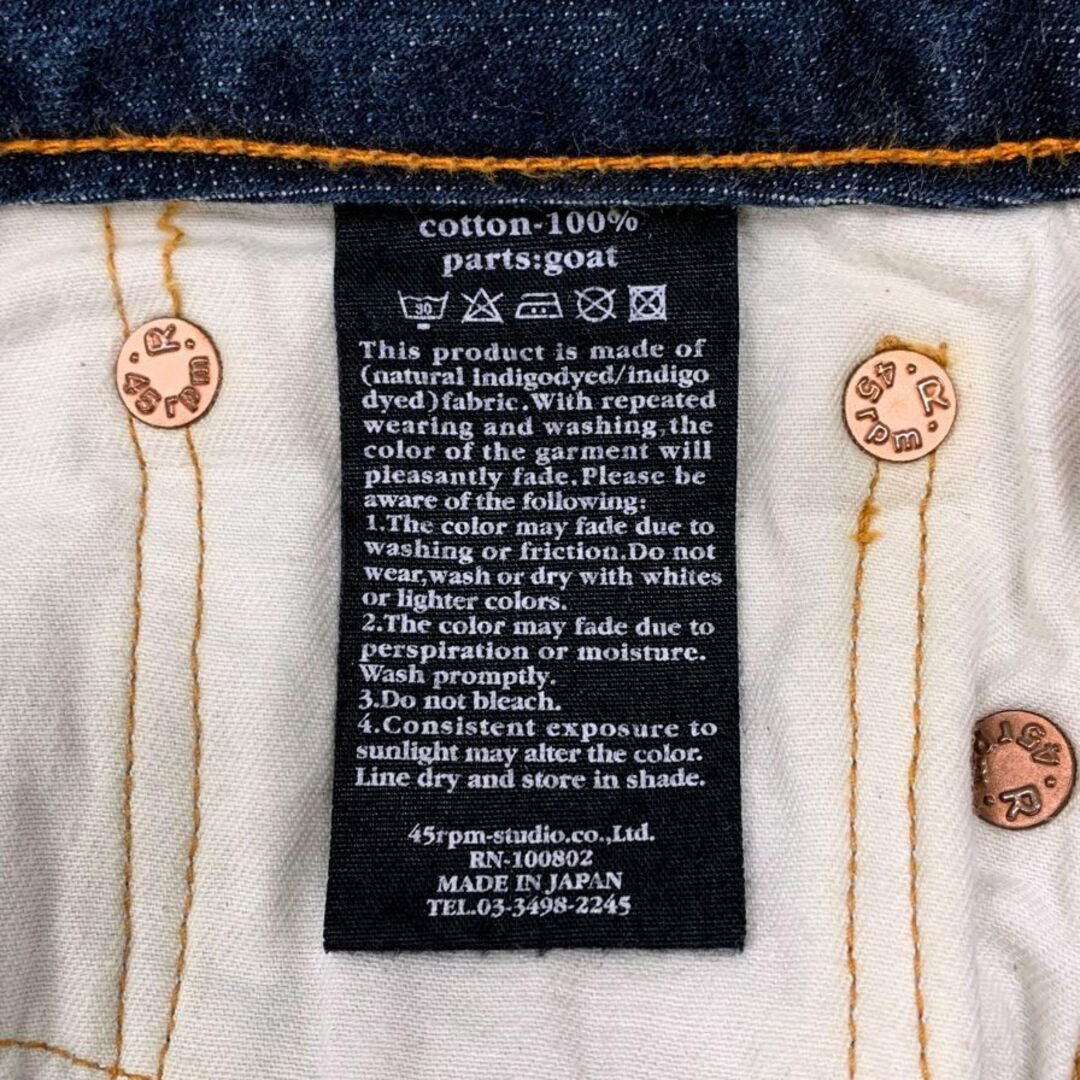 cotton-100%
parts:goat
30
This product is made of
(natural Indigodyed/indigo
dyed)fabric.With repeated
wearing and washing,the
color of the garment will
pleasantly fade.Please be
aware of the following:
1.The color may fade due to
washing or friction.Do not
wear,wash or dry with whites
or lighter colors.
2.The color may fade due to
perspiration or moisture.
Wash promptly.
3.Do not bleach.
4.Consistent exposure to
sunlight may alter the color.
Line dry and store in shade.
45rpm-studio.co.,Ltd.
RN-100802
MADE IN JAPAN
TEL.03-3498-2245
R・45rpm・
R・45rpm・
R・45r